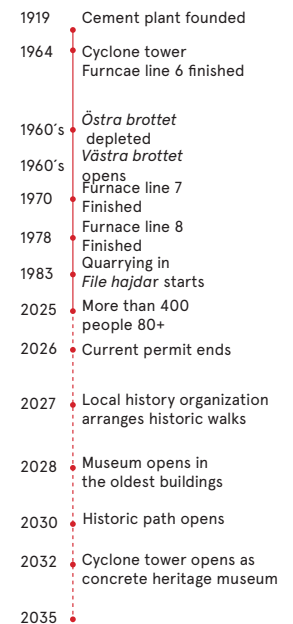 1919 Cement plant founded
1964 Cyclone tower
Furncae line 6 finished
1960´s Östra brottet
depleted
1960´s Västra brottet
opens
1970 Furnace line 7
Finished
1978 Furnace line 8
Finished
1983 Quarrying in
File hajdar starts
2025 More than 400
people 80+
2026 Current permit ends
2027 Local history organization
arranges historic walks
2028 Museum opens in
the oldest buildings
2030 Historic path opens
2032 Cyclone tower opens as
concrete heritage museum
2035